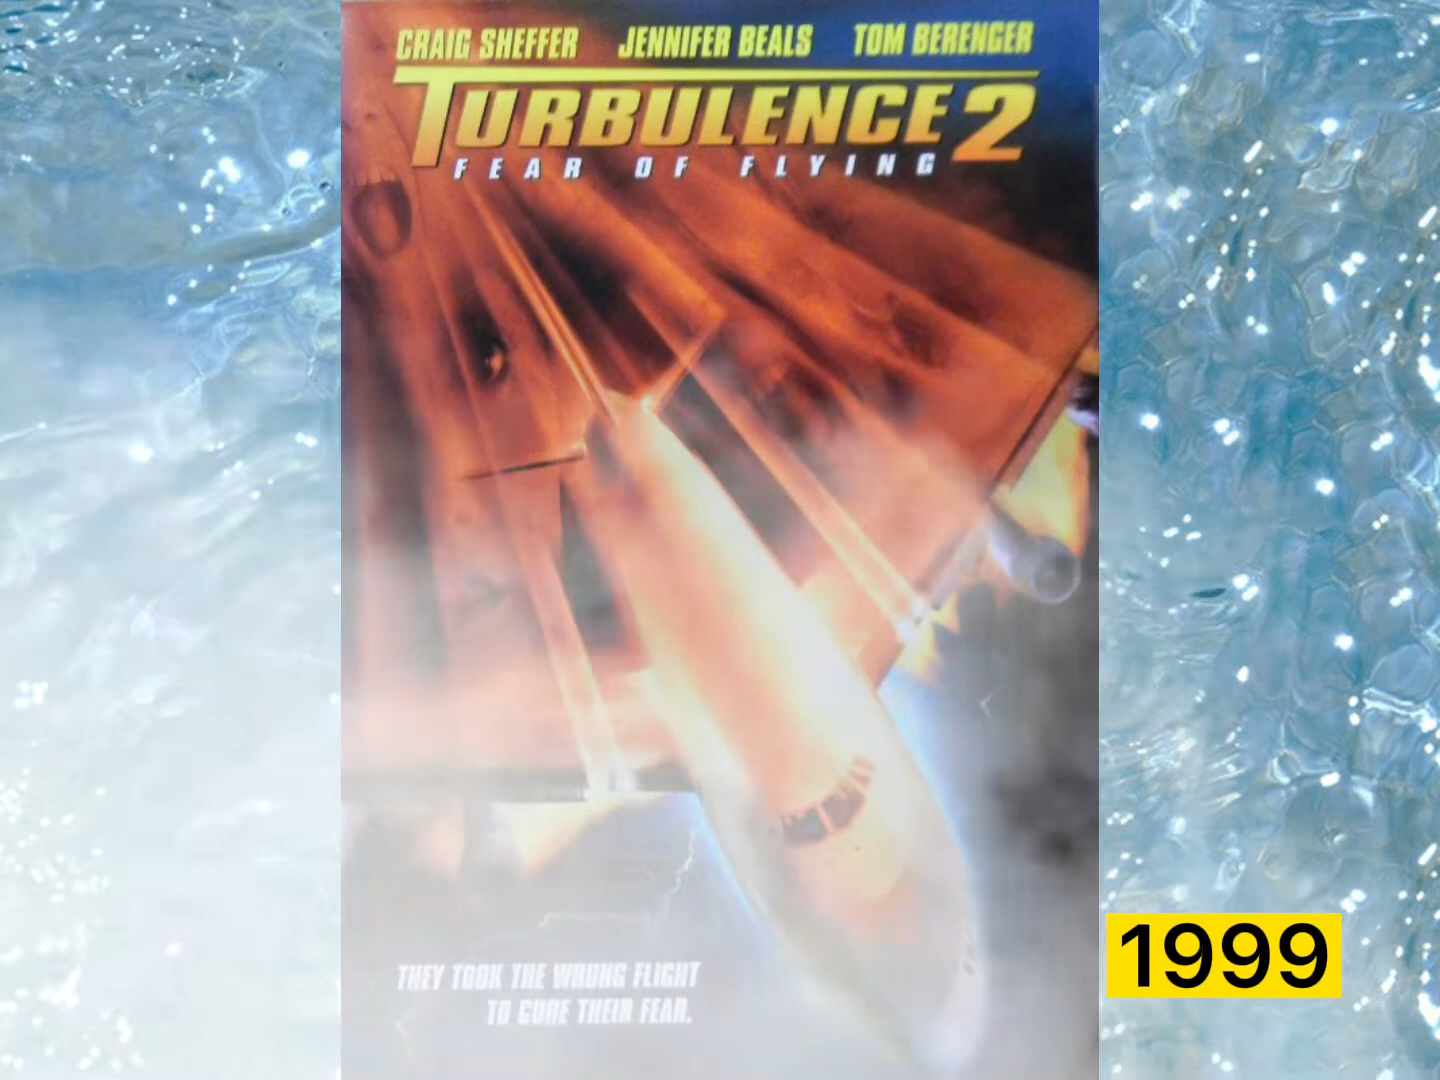 CRAIG SHEFFER JENNIFER BEALS TOM BERENGER
TURBULENCE 2
FEAR OF FLYING
THEY TOOK THE WRONG FLIGHT
TO CURE THEIR FEAR.
1999